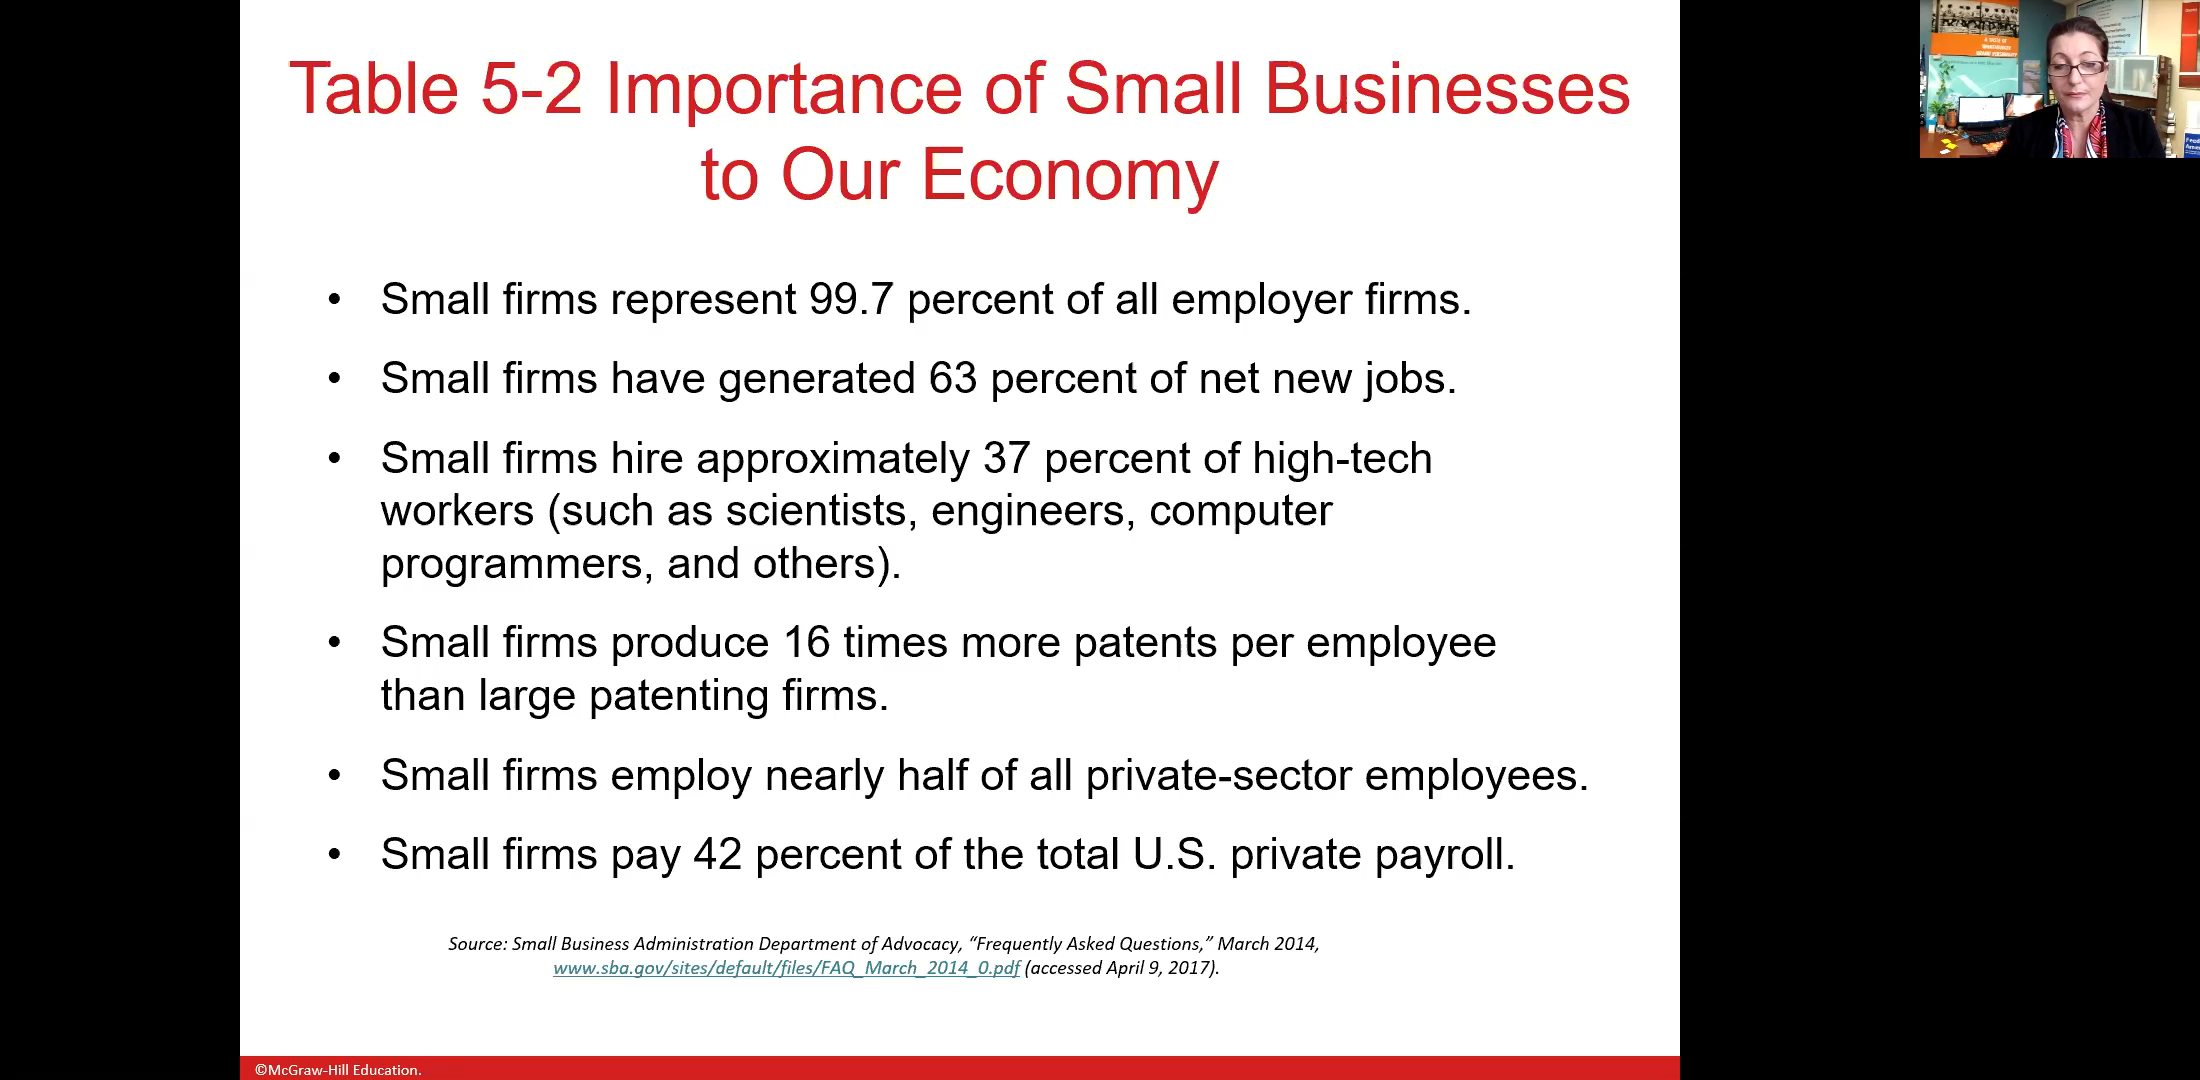 Table 5-2 Importance of Small Businesses
to Our Economy
• Small firms represent 99.7 percent of all employer firms.
• Small firms have generated 63 percent of net new jobs.
• Small firms hire approximately 37 percent of high-tech
workers (such as scientists, engineers, computer
programmers, and others).
• Small firms produce 16 times more patents per employee
than large patenting firms.
• Small firms employ nearly half of all private-sector employees.
• Small firms pay 42 percent of the total U.S. private payroll.
Source: Small Business Administration Department of Advocacy, “Frequently Asked Questions,” March 2014,
www.sba.gov/sites/default/files/FAQ_March_2014_0.pdf (accessed April 9, 2017).
©McGraw-Hill Education.